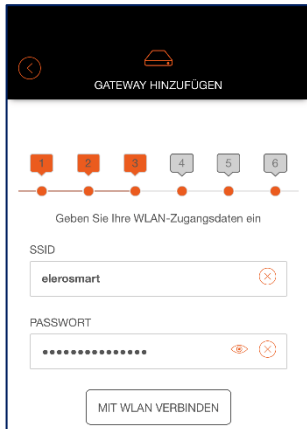 GATEWAY HINZUFÜGEN
1 2 3 4 5 6
Geben Sie Ihre WLAN-Zugangsdaten ein
SSID
elerosmart
PASSWORT
•••••••••••••••
MIT WLAN VERBINDEN